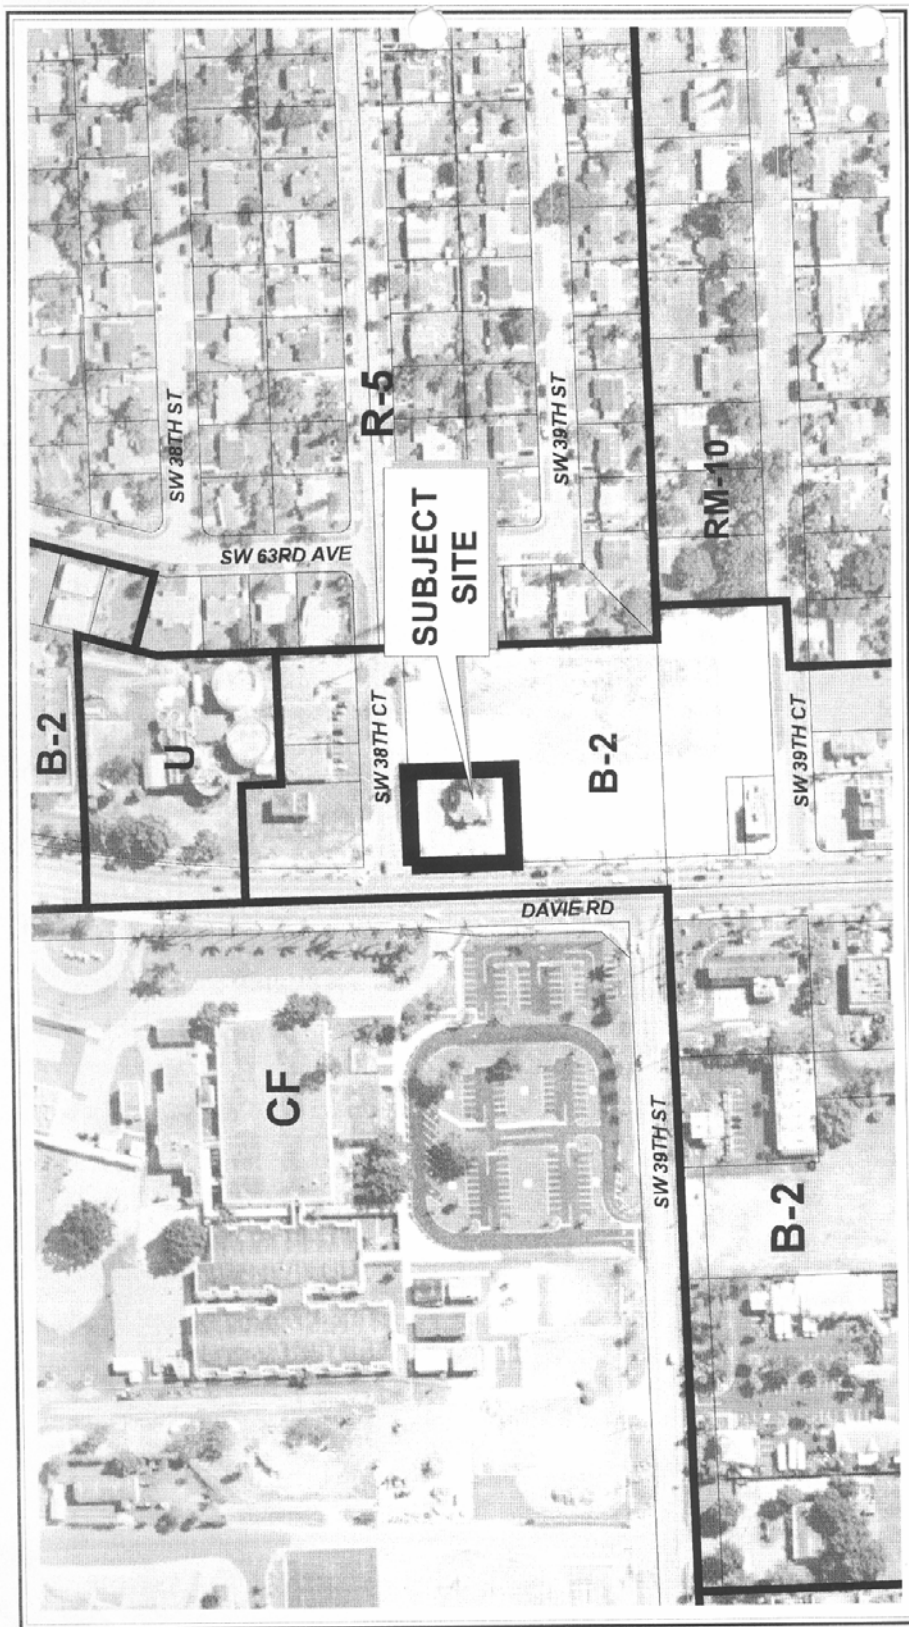 SW 38TH ST
R-5
SW 39TH ST
RM-10
SW 63RD AVE
SUBJECT
SITE
B-2
U
SW 38TH CT
B-2
SW 39TH CT
DAVIE RD
CF
SW 39TH ST
B-2